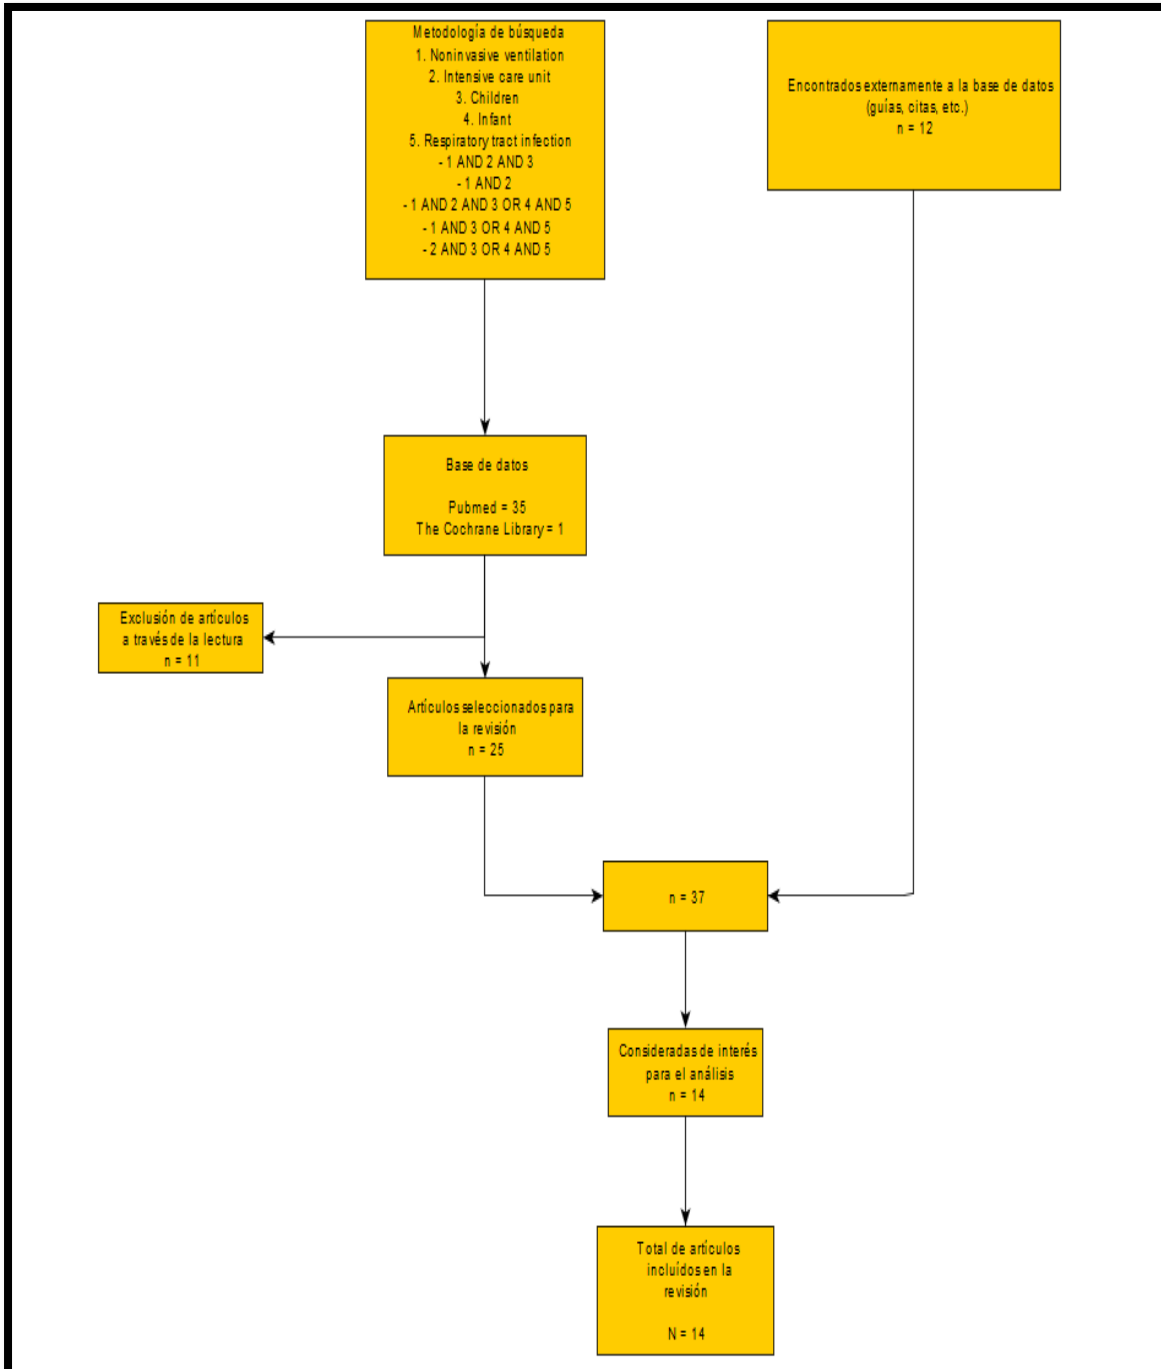 Metodología de búsqueda
1. Noninvasive ventilation
2. Intensive care unit
3. Children
4. Infant
5. Respiratory tract infection
- 1 AND 2 AND 3
- 1 AND 2
- 1 AND 2 AND 3 OR 4 AND 5
- 1 AND 3 OR 4 AND 5
- 2 AND 3 OR 4 AND 5
Encontrados externamente a la base de datos
(guías, citas, etc.)
n = 12
Base de datos
Pubmed = 35
The Cochrane Library = 1
Exclusión de artículos
a través de la lectura
n = 11
Artículos seleccionados para
la revisión
n = 25
n = 37
Consideradas de interés
para el análisis
n = 14
Total de artículos
incluídos en la
revisión
N = 14